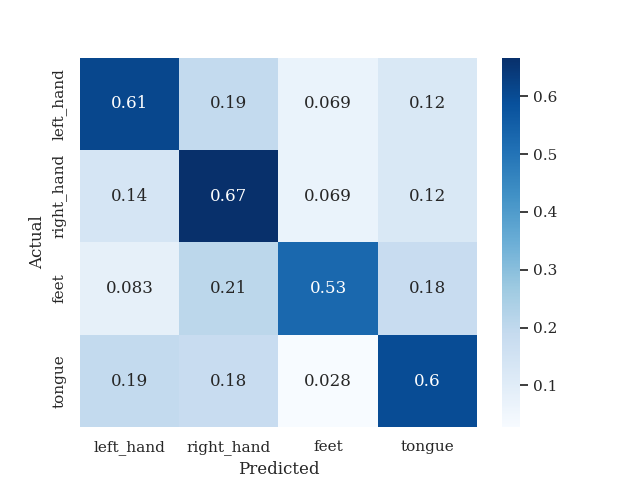 left_hand 0.61 0.19 0.069 0.12
right_hand 0.14 0.67 0.069 0.12
feet 0.083 0.21 0.53 0.18
tongue 0.19 0.18 0.028 0.6
Actual
left_hand right_hand feet tongue
Predicted
0.6
0.5
0.4
0.3
0.2
0.1